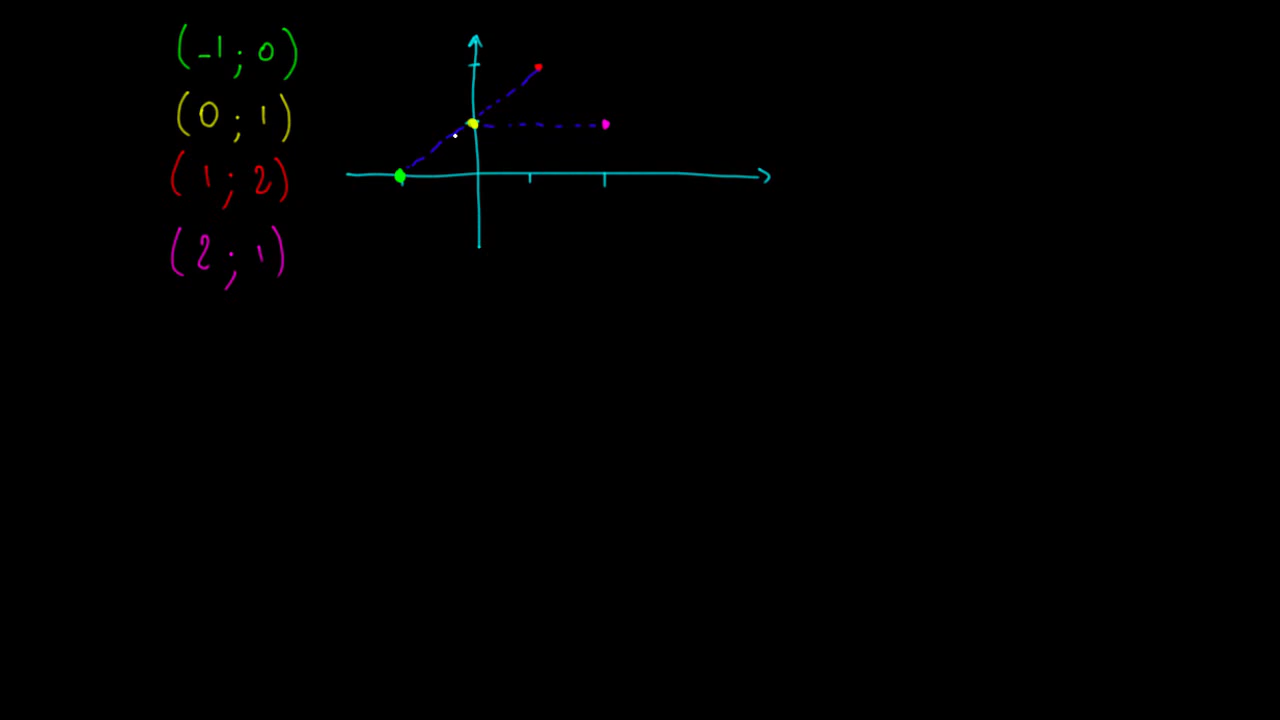 (-1; 0)
(0; 1)
(1; 2)
(2; 1)